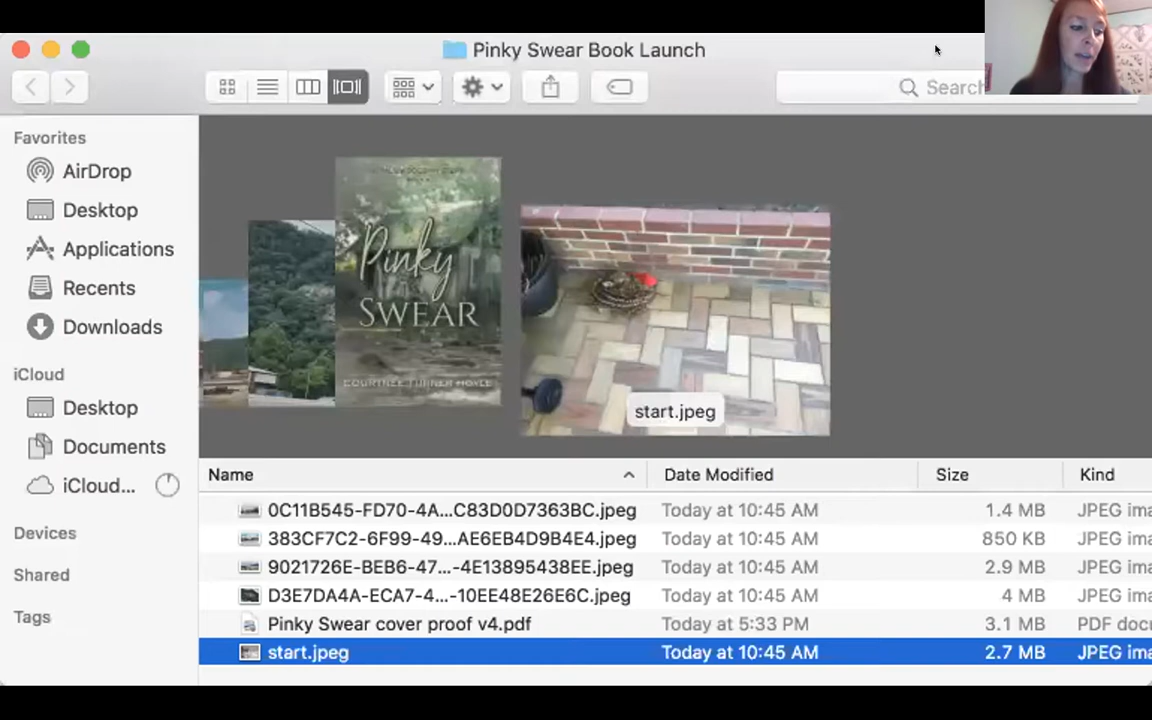 Pinky Swear Book Launch
Search
Favorites
AirDrop
Desktop
Applications
Recents
Downloads
iCloud
Desktop
Documents
iCloud...
Devices
Shared
Tags
Pinky
SWEAR
COURTNEE TURNER HOYLE
start.jpeg
Name Date Modified Size Kind
0C11B545-FD70-4A...C83D0D7363BC.jpeg Today at 10:45 AM 1.4 MB JPEG ima
383CF7C2-6F99-49...AE6EB4D9B4E4.jpeg Today at 10:45 AM 850 KB JPEG ima
9021726E-BEB6-47...-4E13895438EE.jpeg Today at 10:45 AM 2.9 MB JPEG ima
D3E7DA4A-ECA7-4...-10EE48E26E6C.jpeg Today at 10:45 AM 4 MB JPEG ima
Pinky Swear cover proof v4.pdf Today at 5:33 PM 3.1 MB PDF docu
start.jpeg Today at 10:45 AM 2.7 MB JPEG ima